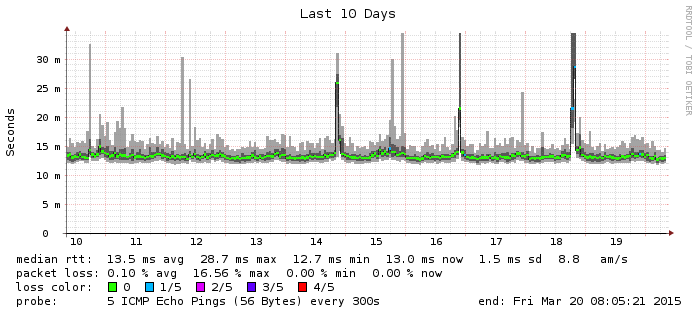 Last 10 Days
RRDTOOL / TOBI OETIKER
Seconds
30 m
25 m
20 m
15 m
10 m
5 m
0
10 11 12 13 14 15 16 17 18 19
median rtt: 13.5 ms avg 28.7 ms max 12.7 ms min 13.0 ms now 1.5 ms sd 8.8 am/s
packet loss: 0.10 % avg 16.56 % max 0.00 % min 0.00 % now
loss color: 0 1/5 2/5 3/5 4/5
probe: 5 ICMP Echo Pings (56 Bytes) every 300s end: Fri Mar 20 08:05:21 2015